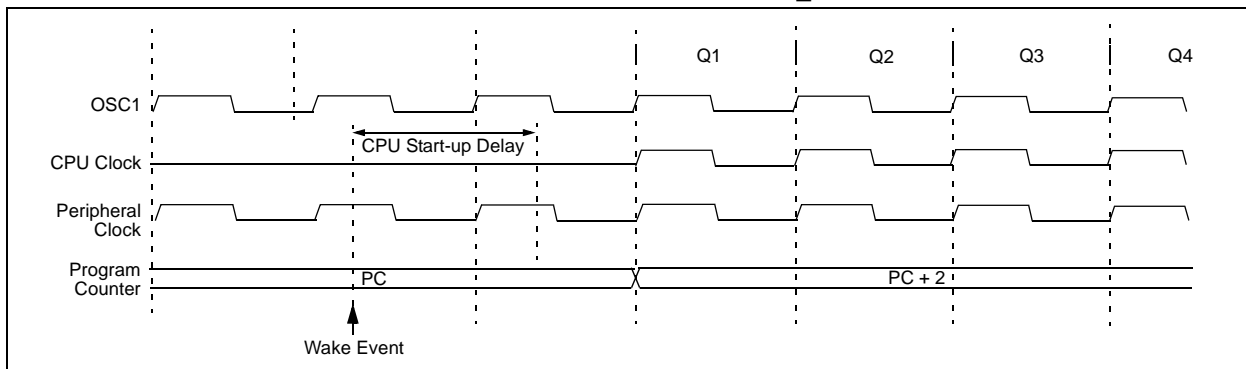 Q1 Q2 Q3 Q4
OSC1
CPU Start-up Delay
CPU Clock
Peripheral
Clock
Program
Counter
PC PC + 2
Wake Event